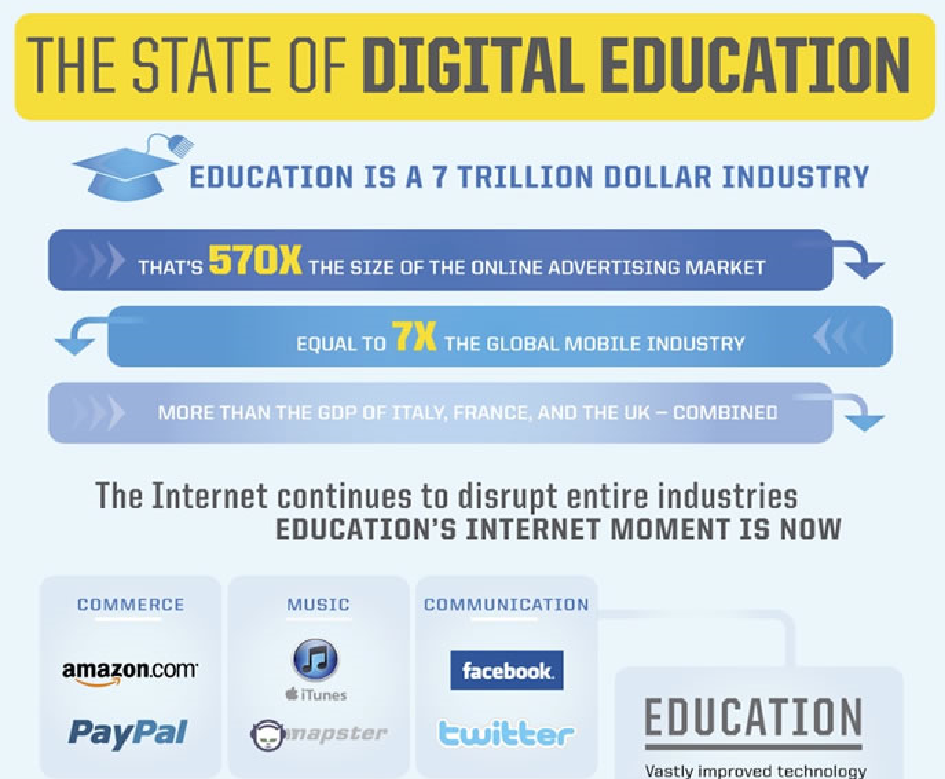 THE STATE OF DIGITAL EDUCATION
EDUCATION IS A 7 TRILLION DOLLAR INDUSTRY
THAT'S 570X THE SIZE OF THE ONLINE ADVERTISING MARKET
EQUAL TO 7X THE GLOBAL MOBILE INDUSTRY
MORE THAN THE GDP OF ITALY, FRANCE, AND THE UK – COMBINED
The Internet continues to disrupt entire industries
EDUCATION'S INTERNET MOMENT IS NOW
COMMERCE
amazon.com
PayPal
MUSIC
iTunes
napster
COMMUNICATION
facebook.
twitter
EDUCATION
Vastly improved technology